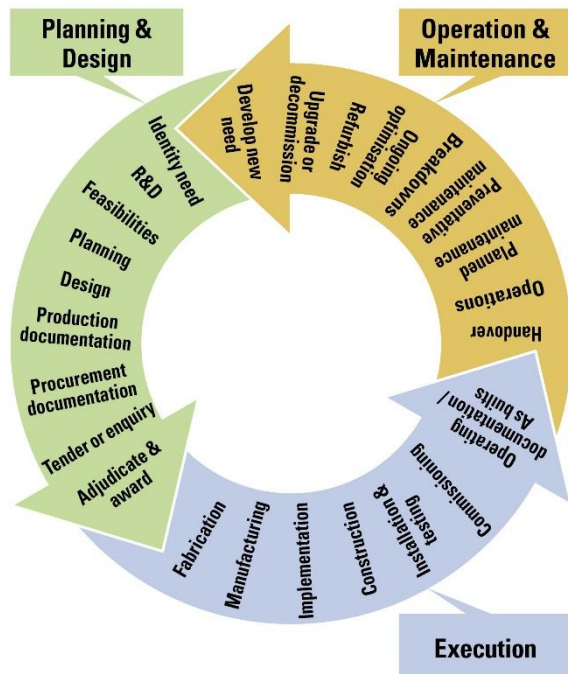 Planning &
Design
Operation &
Maintenance
Identity need
R&D
Feasibilities
Planning
Design
Production
documentation
Procurement
documentation
Tender or enquiry
Adjudicate &
award
Fabrication
Manufacturing
Implementation
Construction
Installation &
testing
Commissioning
Operating
documentation /
As builts
Handover
Operations
Planned
maintenance
Preventative
maintenance
Breakdowns
Ongoing
optimisation
Refurbish
Upgrade or
decommission
Develop new
need
Execution